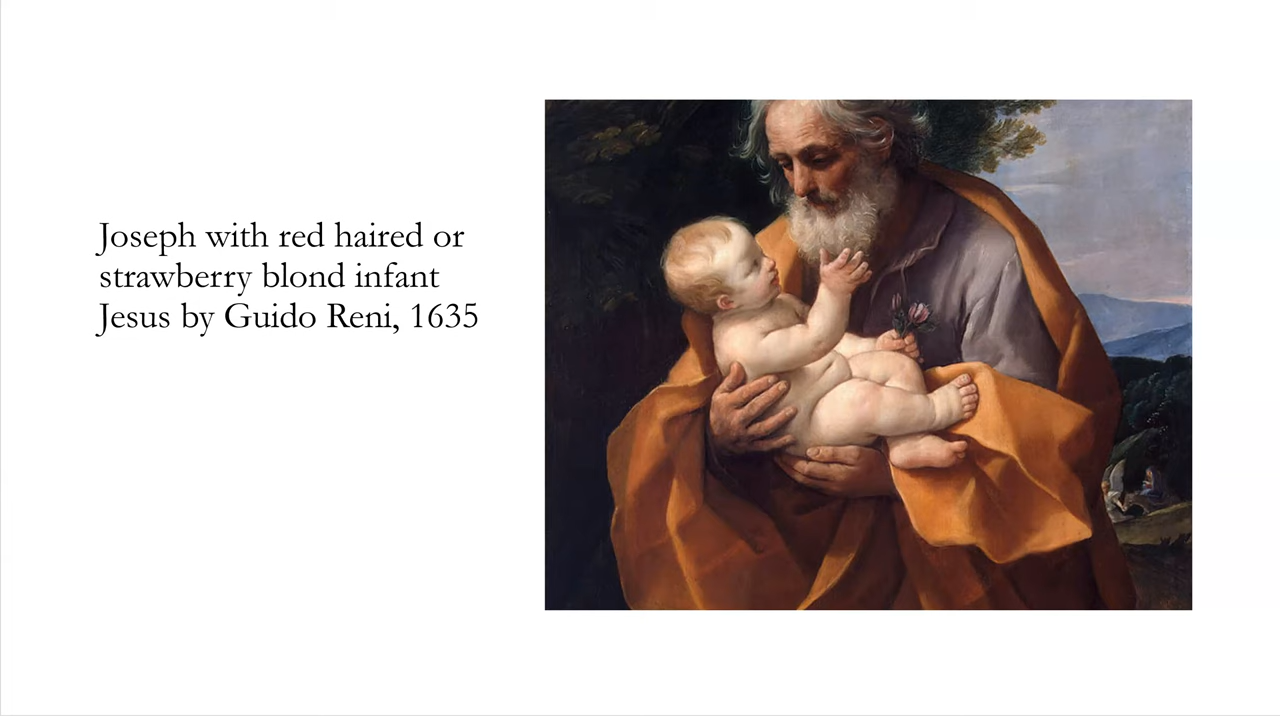 Joseph with red haired or
strawberry blond infant
Jesus by Guido Reni, 1635